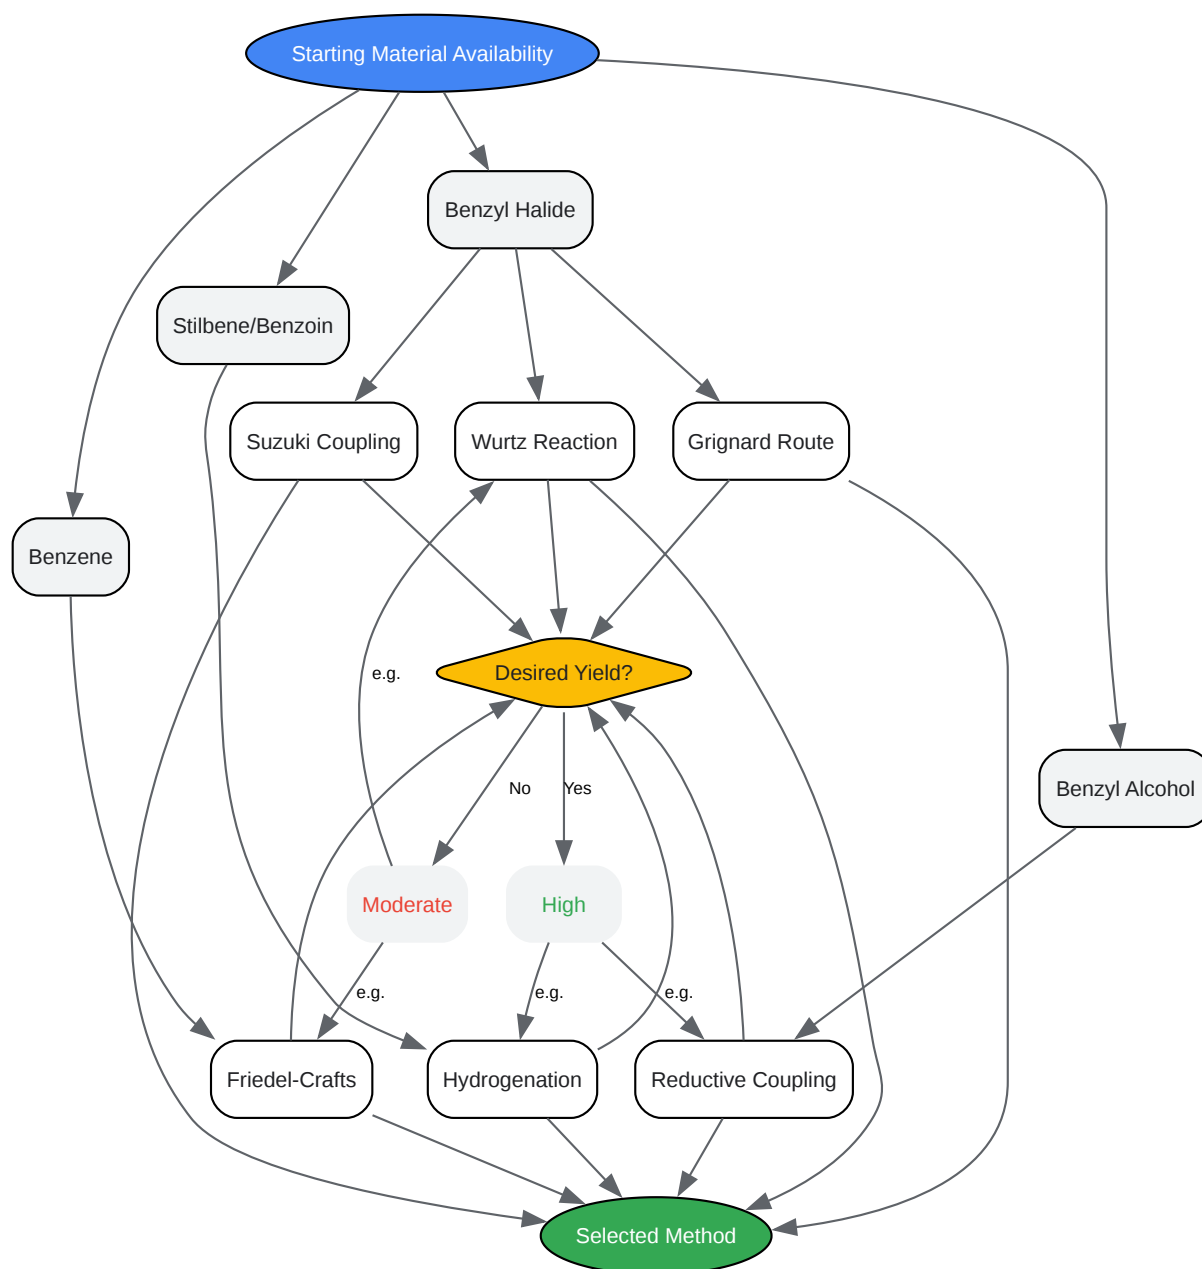 Starting Material Availability
Benzyl Halide
Stilbene/Benzoin
Suzuki Coupling
Wurtz Reaction
Grignard Route
Benzene
Desired Yield?
e.g.
No
Yes
Benzyl Alcohol
Moderate
High
e.g.
e.g.
e.g.
Friedel-Crafts
Hydrogenation
Reductive Coupling
Selected Method